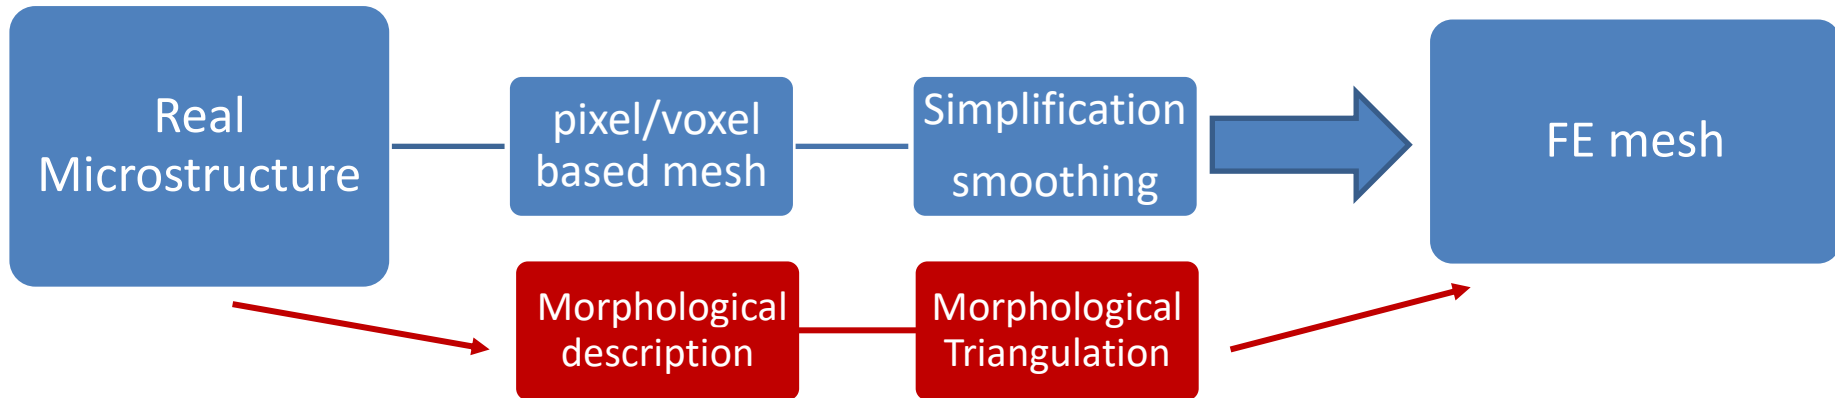 Real
Microstructure
pixel/voxel
based mesh
Simplification
smoothing
FE mesh
Morphological
description
Morphological
Triangulation